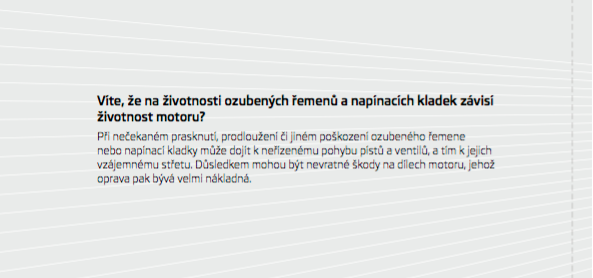 Víte, že na životnosti ozubených řemenů a napínacích kladek závisí
životnost motoru?
Při nečekaném prasknutí, prodloužení či jiném poškození ozubeného řemene
nebo napínací kladky může dojít k neřízenému pohybu pístů a ventilů, a tím k jejich
vzájemnému střetu. Důsledkem mohou být nevratné škody na dílech motoru, jehož
oprava pak bývá velmi nákladná.